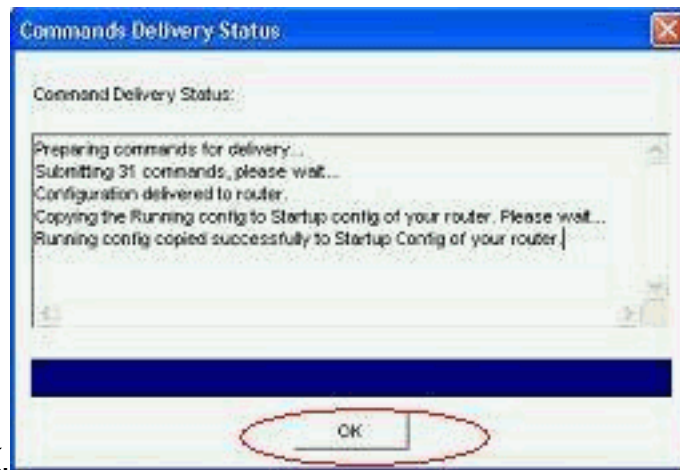 Commands Delivery Status
Command Delivery Status:
Preparing commands for delivery...
Submitting 31 commands, please wait...
Configuration delivered to router.
Copying the Running config to Startup config of your router. Please wait...
Running config copied successfully to Startup Config of your router.
OK